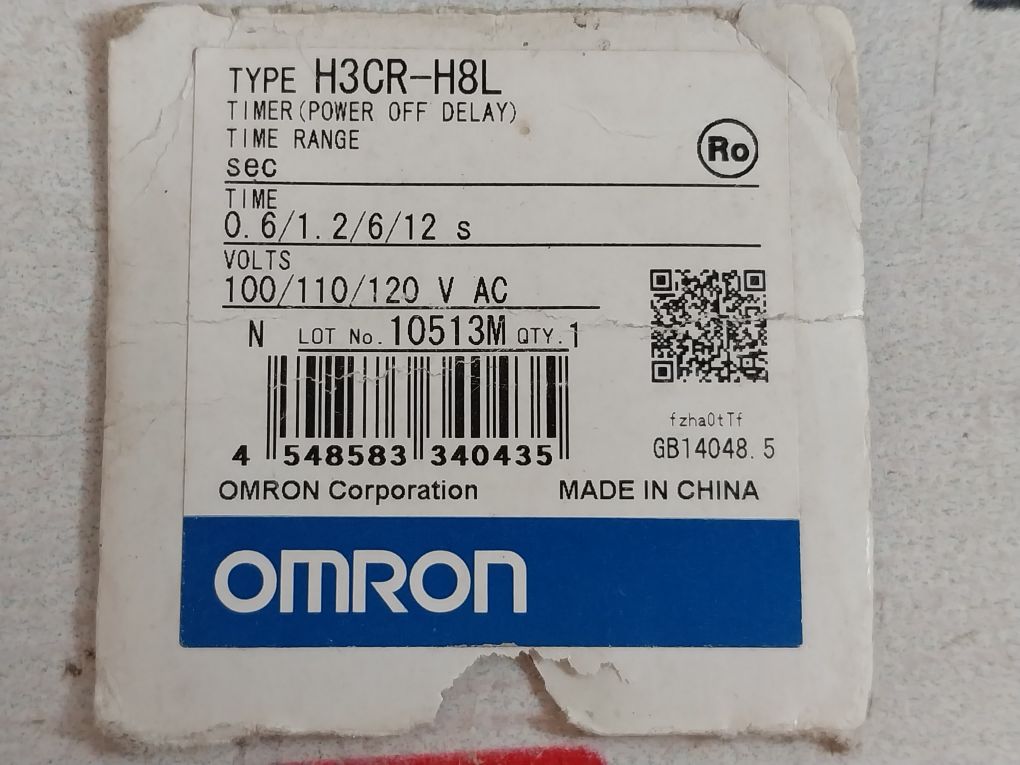 TYPE H3CR-H8L
TIMER(POWER OFF DELAY)
TIME RANGE
sec
Ro
TIME
0.6/1.2/6/12 s
VOLTS
100/110/120 V AC
N LOT No. 10513M QTY. 1
4 548583 340435
fzha0tTf
GB14048.5
OMRON Corporation MADE IN CHINA
OMRON